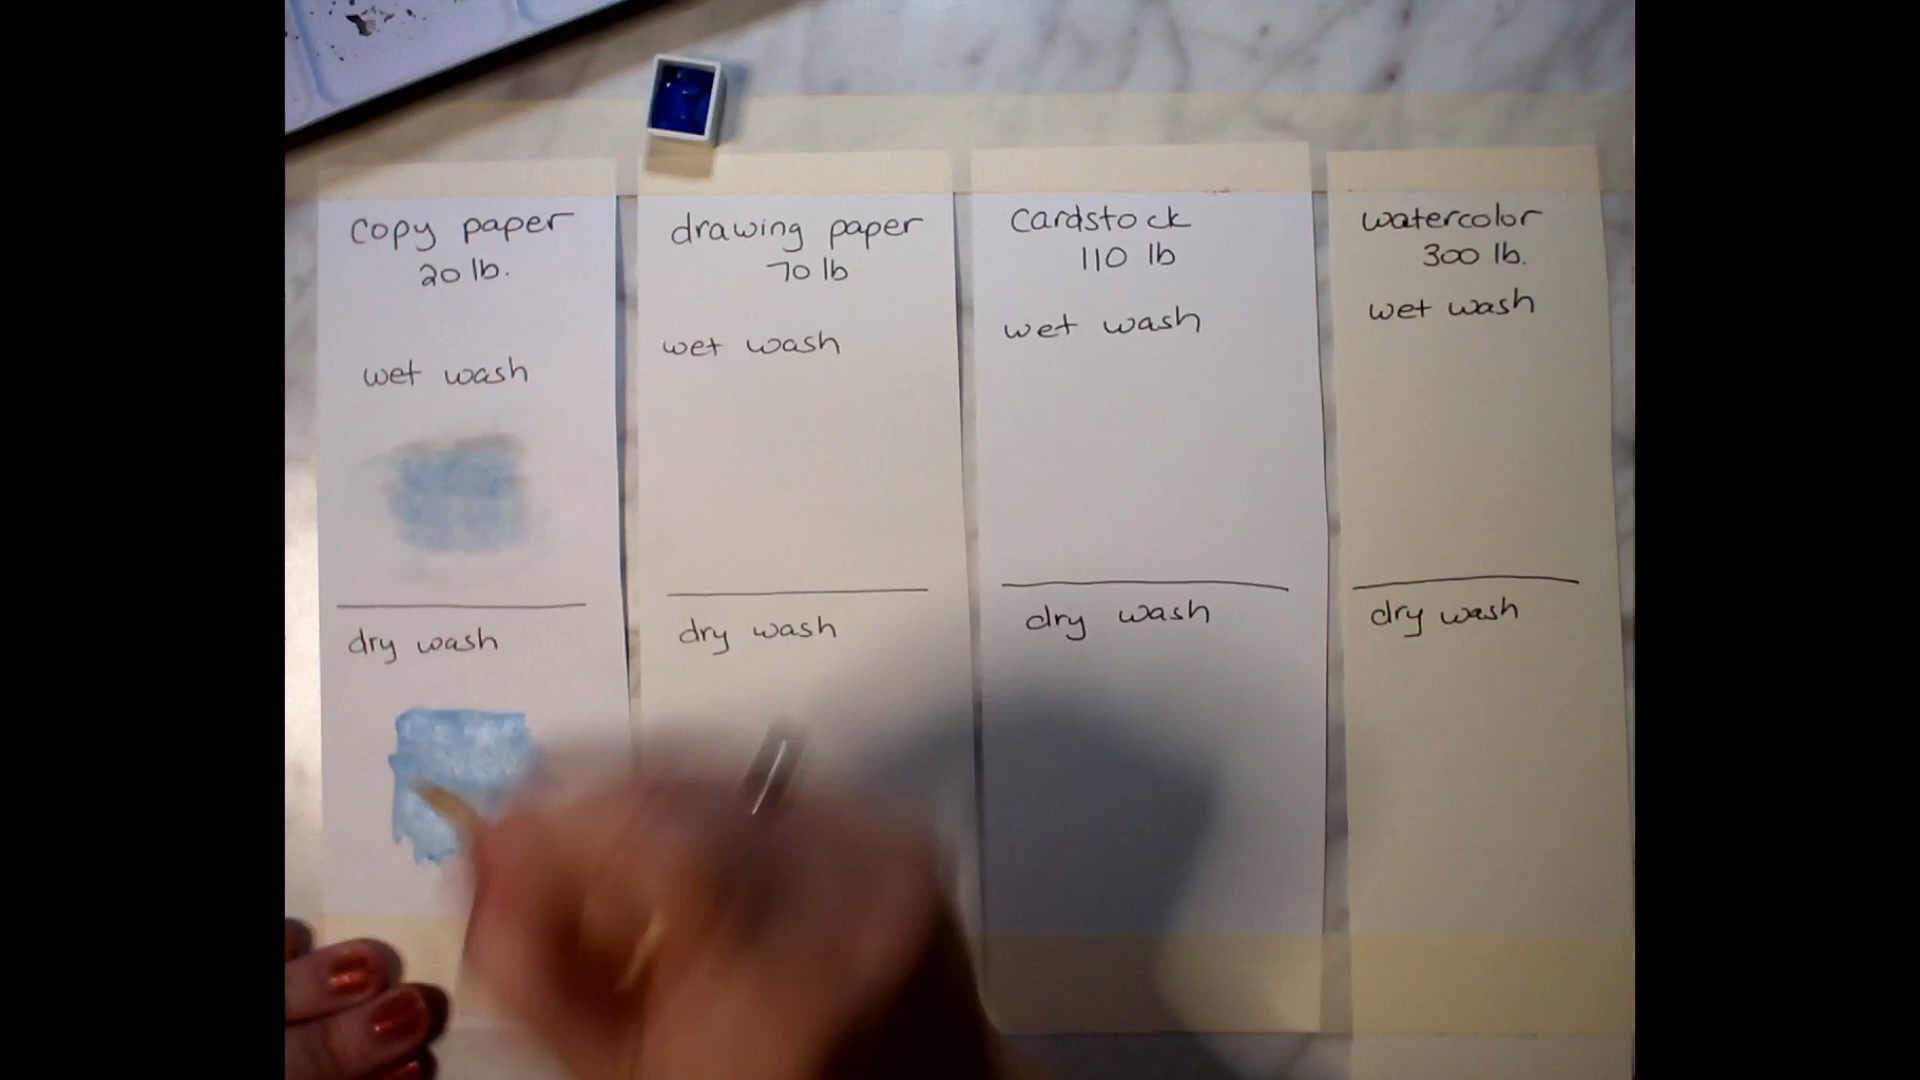 copy paper
20 lb.
wet wash
dry wash
drawing paper
70 lb
wet wash
dry wash
Cardstock
110 lb
wet wash
dry wash
watercolor
300 lb.
wet wash
dry wash